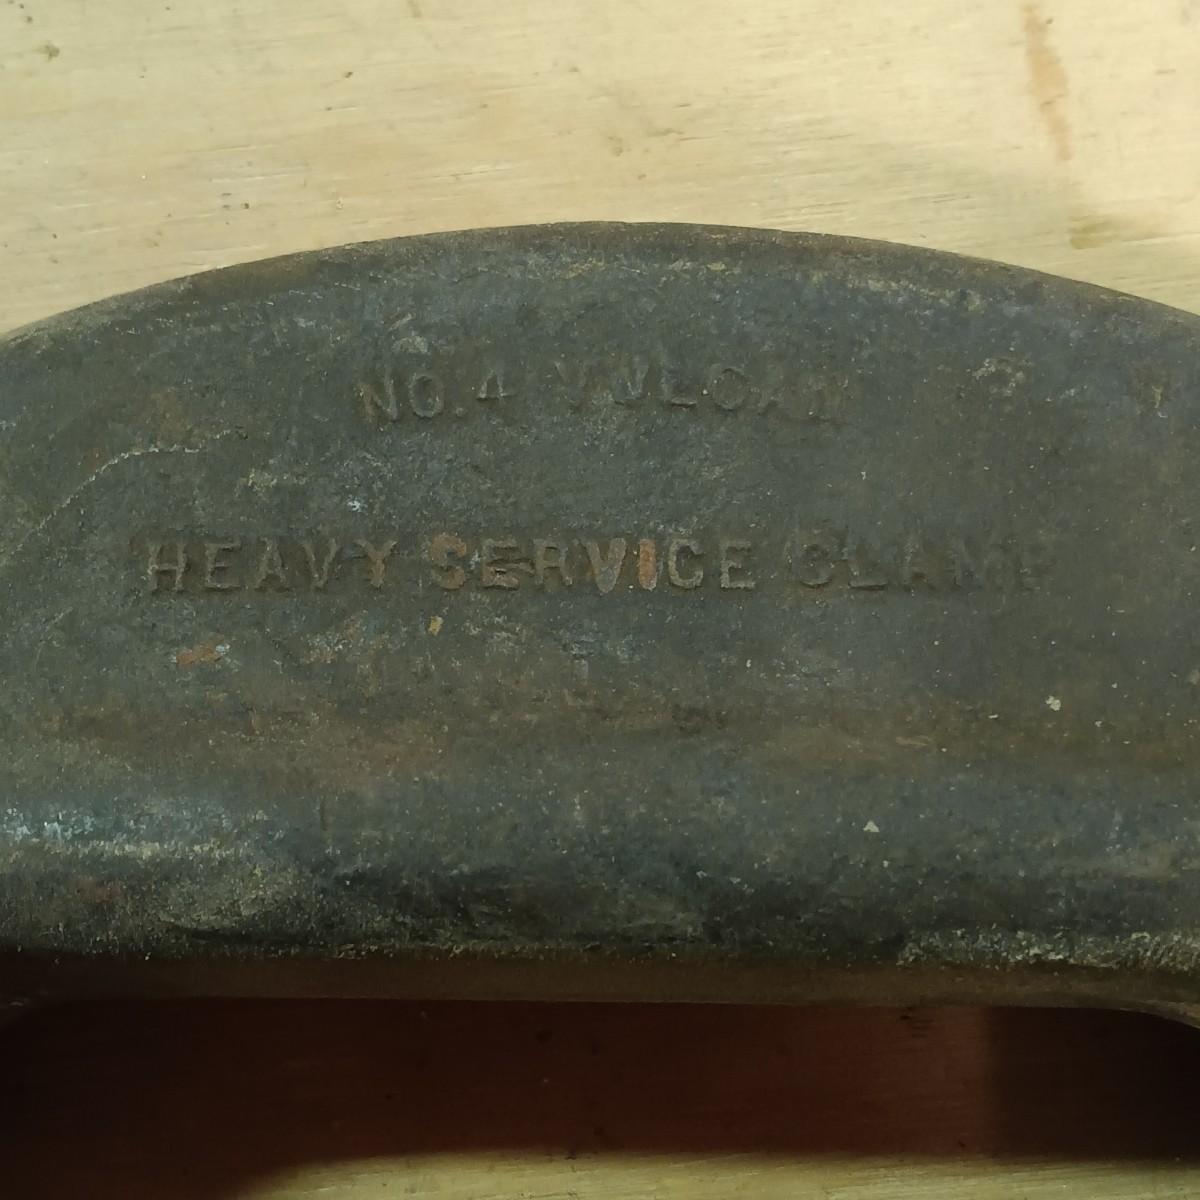 NO.4 VULCAN
HEAVY SERVICE CLAMP